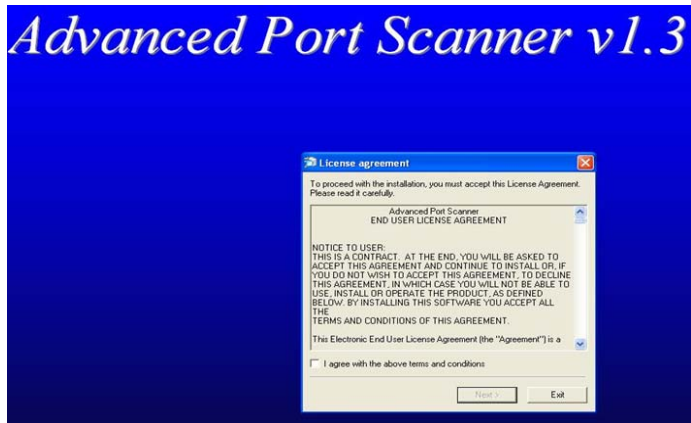 Advanced Port Scanner v1.3
License agreement
To proceed with the installation, you must accept this License Agreement.
Please read it carefully.
Advanced Port Scanner
END USER LICENSE AGREEMENT
NOTICE TO USER:
THIS IS A CONTRACT. AT THE END, YOU WILL BE ASKED TO
ACCEPT THIS AGREEMENT AND CONTINUE TO INSTALL OR, IF
YOU DO NOT WISH TO ACCEPT THIS AGREEMENT, TO DECLINE
THIS AGREEMENT, IN WHICH CASE YOU WILL NOT BE ABLE TO
USE, INSTALL OR OPERATE THE PRODUCT, AS DEFINED
BELOW. BY INSTALLING THIS SOFTWARE YOU ACCEPT ALL
THE
TERMS AND CONDITIONS OF THIS AGREEMENT.
This Electronic End User License Agreement (the "Agreement") is a
I agree with the above terms and conditions
Next >
Exit